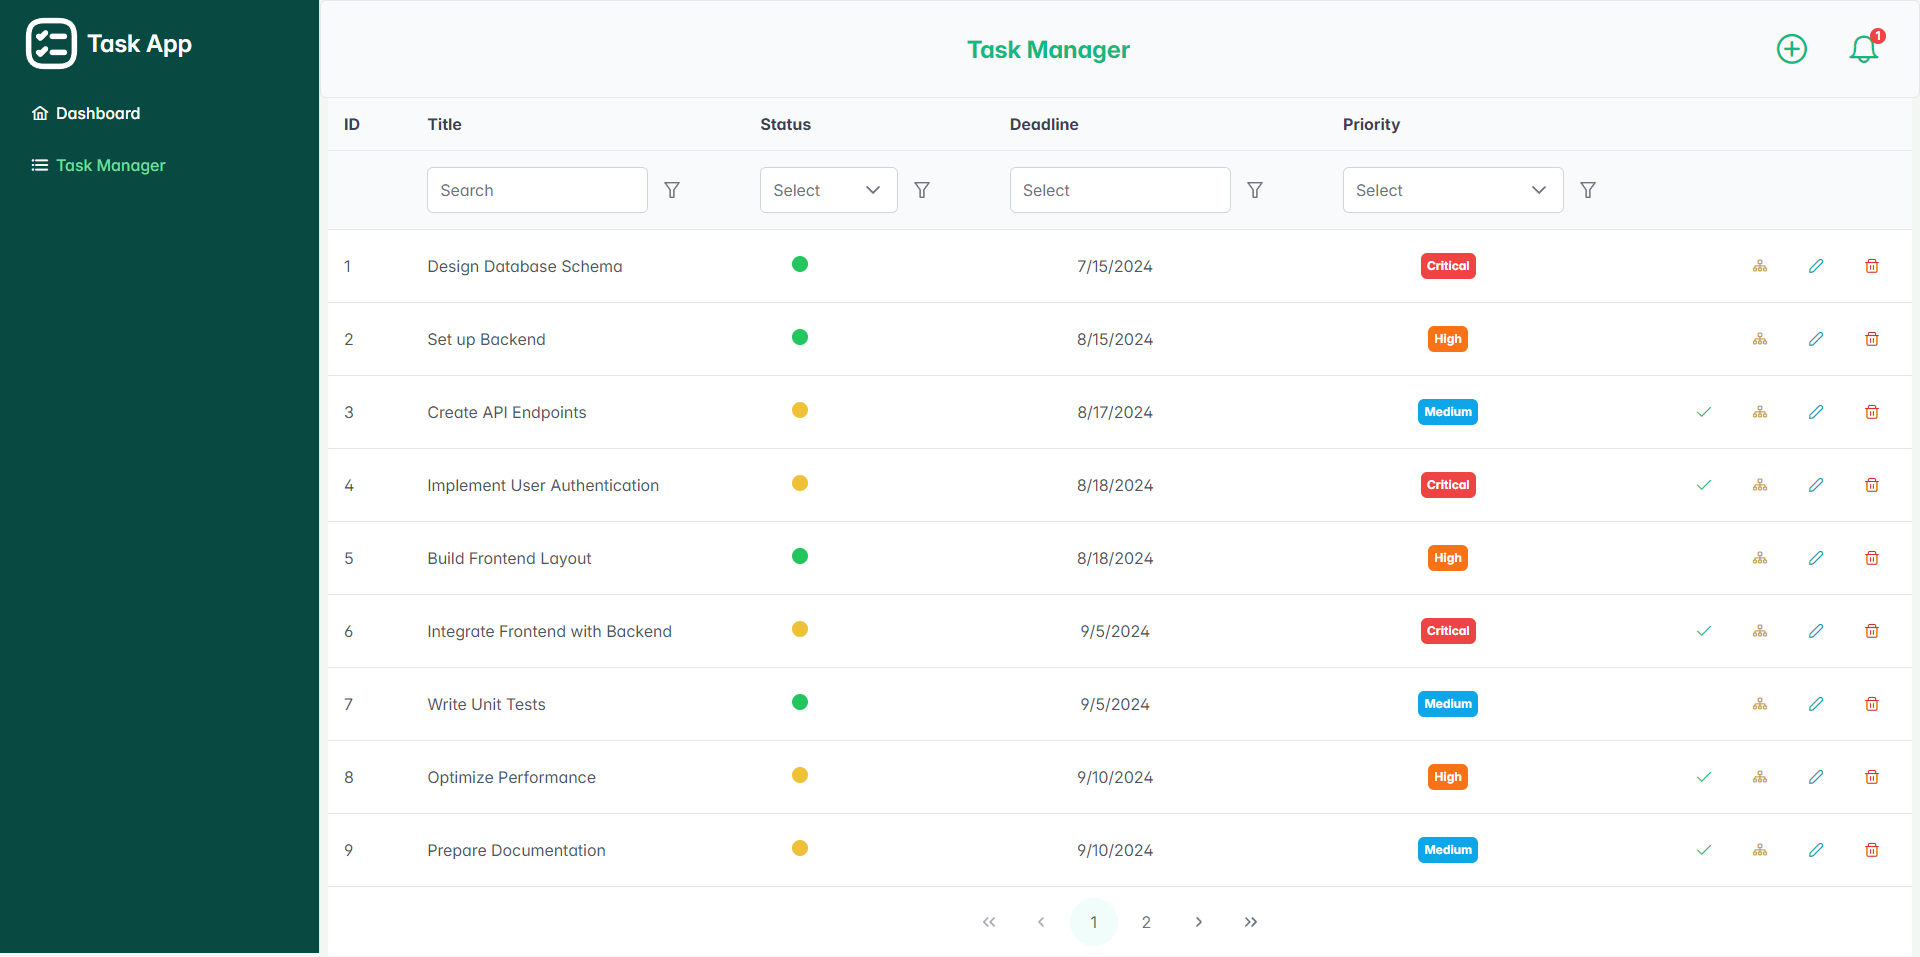 Task App
Dashboard
Task Manager
Task Manager
1
ID Title Status Deadline Priority
Search Select Select Select
1 Design Database Schema 7/15/2024 Critical
2 Set up Backend 8/15/2024 High
3 Create API Endpoints 8/17/2024 Medium
4 Implement User Authentication 8/18/2024 Critical
5 Build Frontend Layout 8/18/2024 High
6 Integrate Frontend with Backend 9/5/2024 Critical
7 Write Unit Tests 9/5/2024 Medium
8 Optimize Performance 9/10/2024 High
9 Prepare Documentation 9/10/2024 Medium
1 2